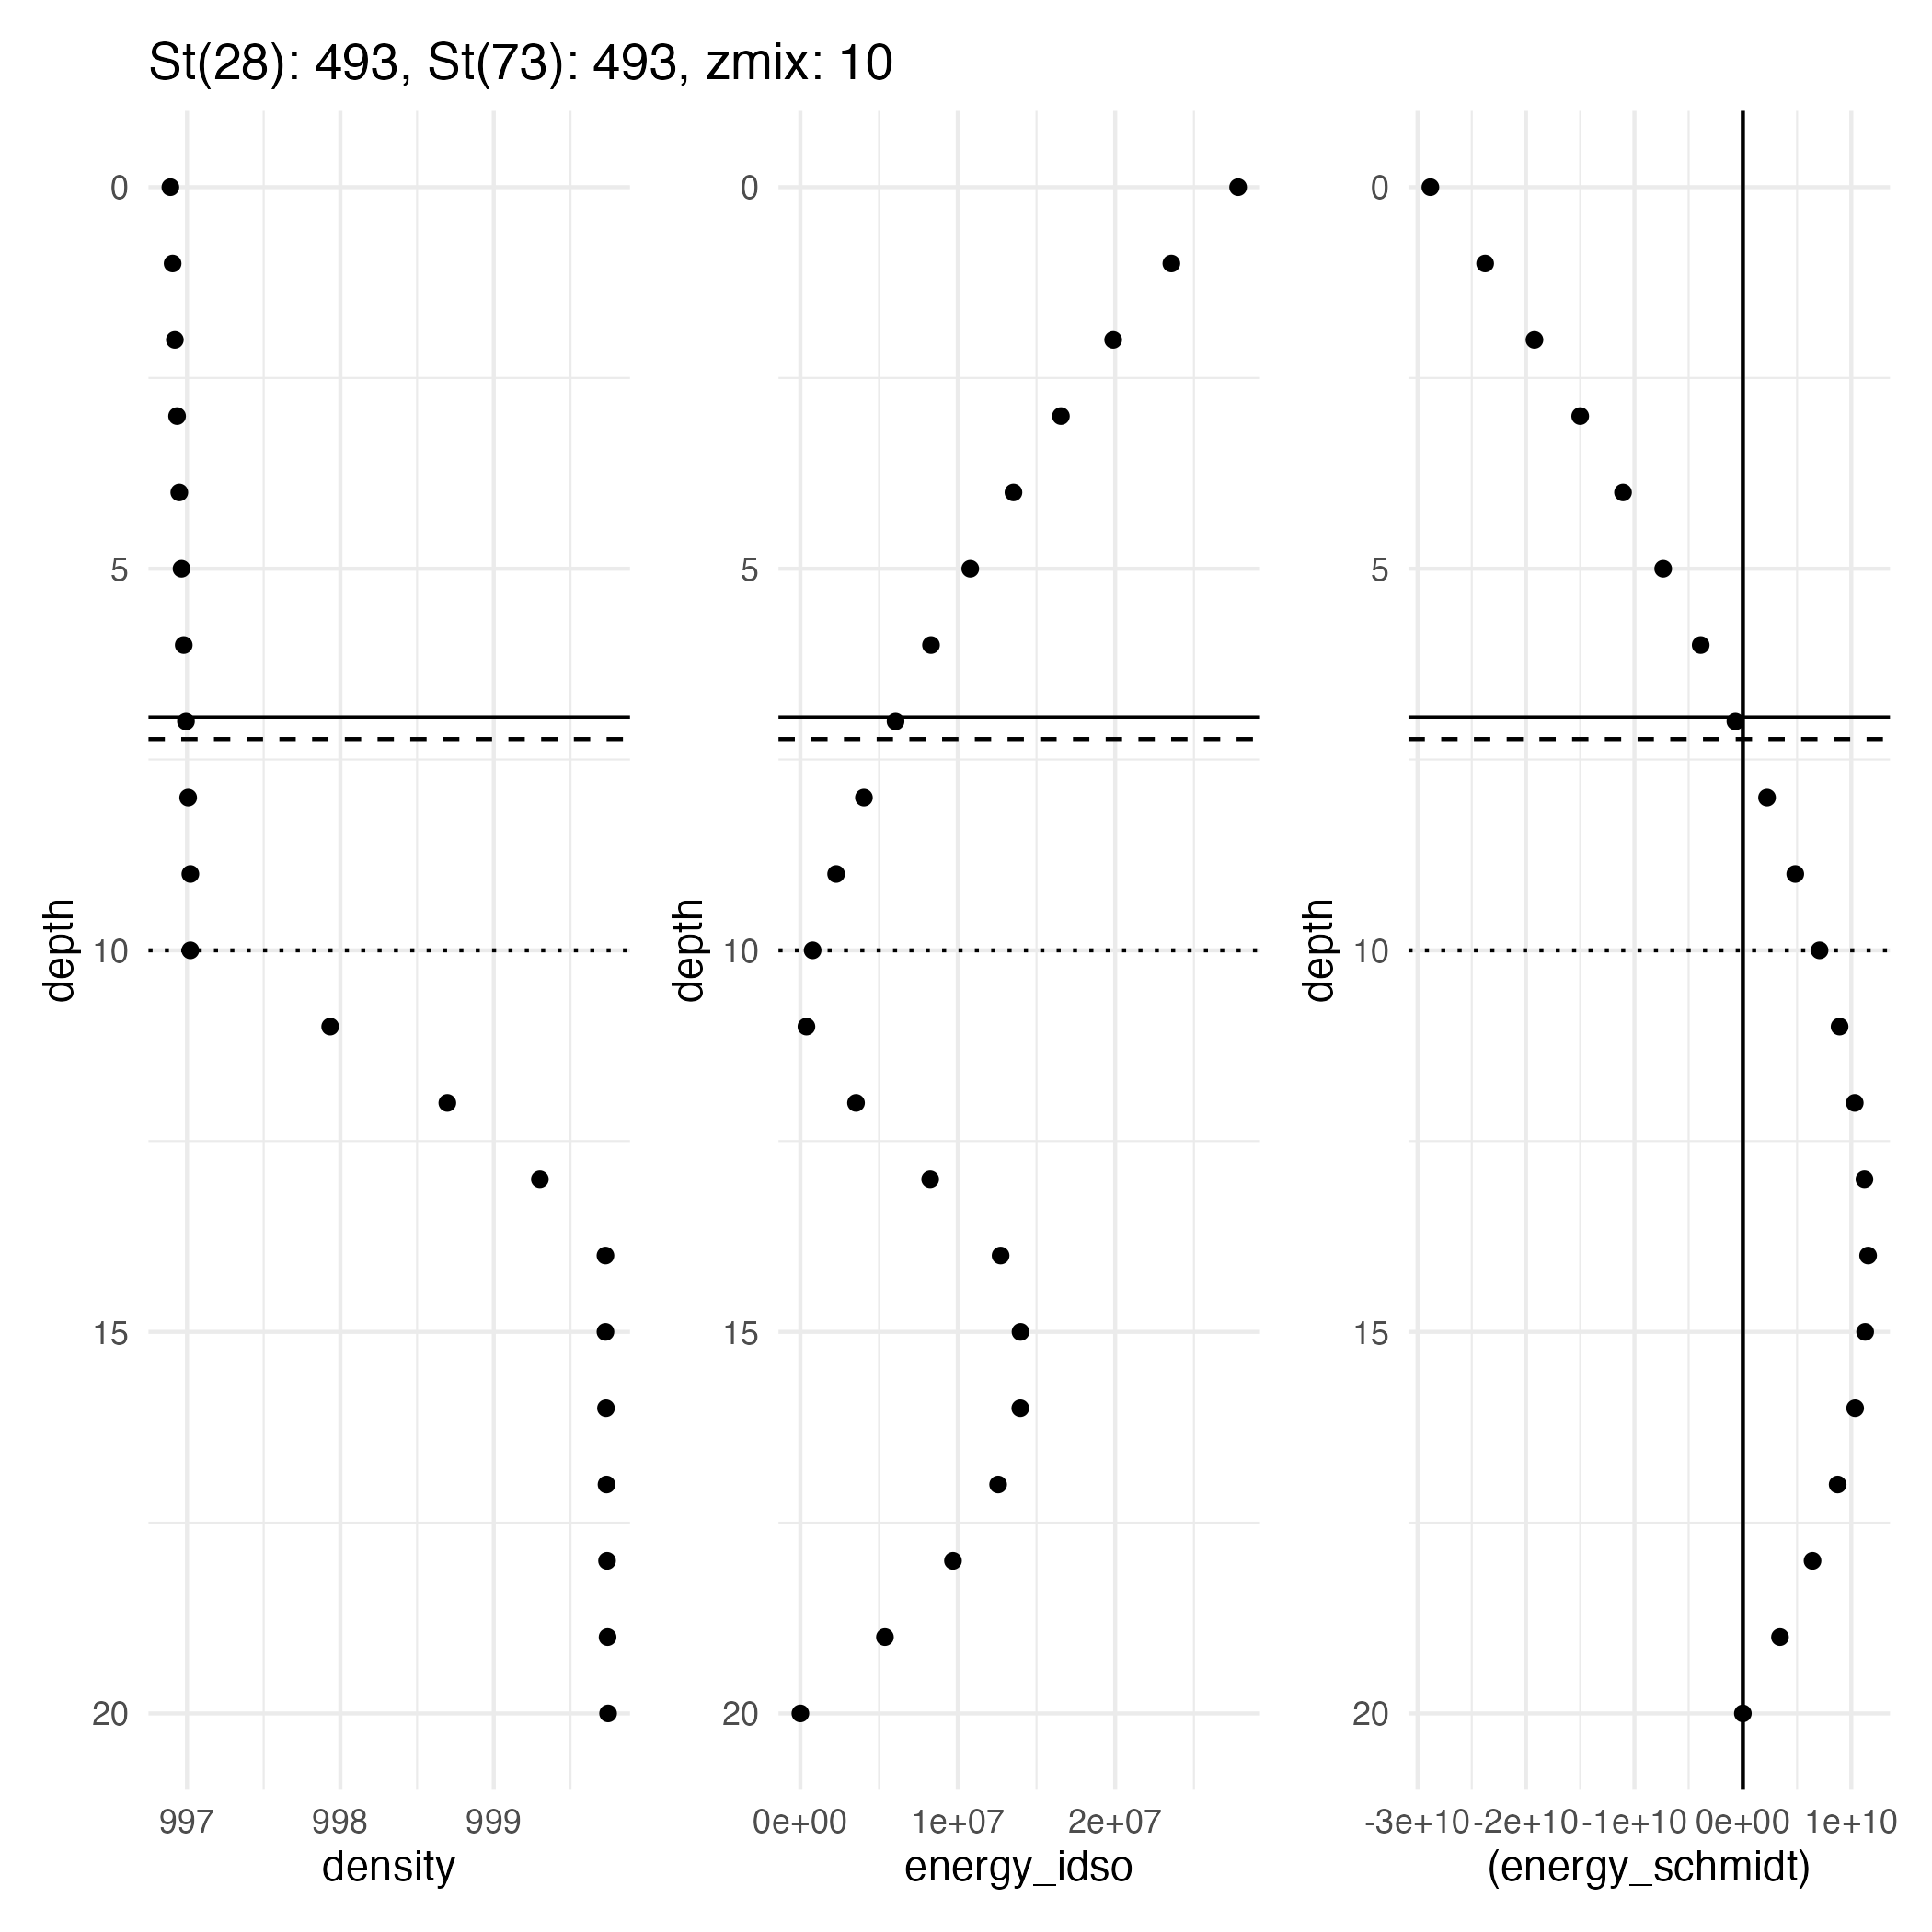 St(28): 493, St(73): 493, zmix: 10
depth
0
5
10
15
20
997 998 999
density
depth
0
5
10
15
20
0e+00 1e+07 2e+07
energy_idso
depth
0
5
10
15
20
-3e+10 -2e+10 -1e+10 0e+00 1e+10
(energy_schmidt)